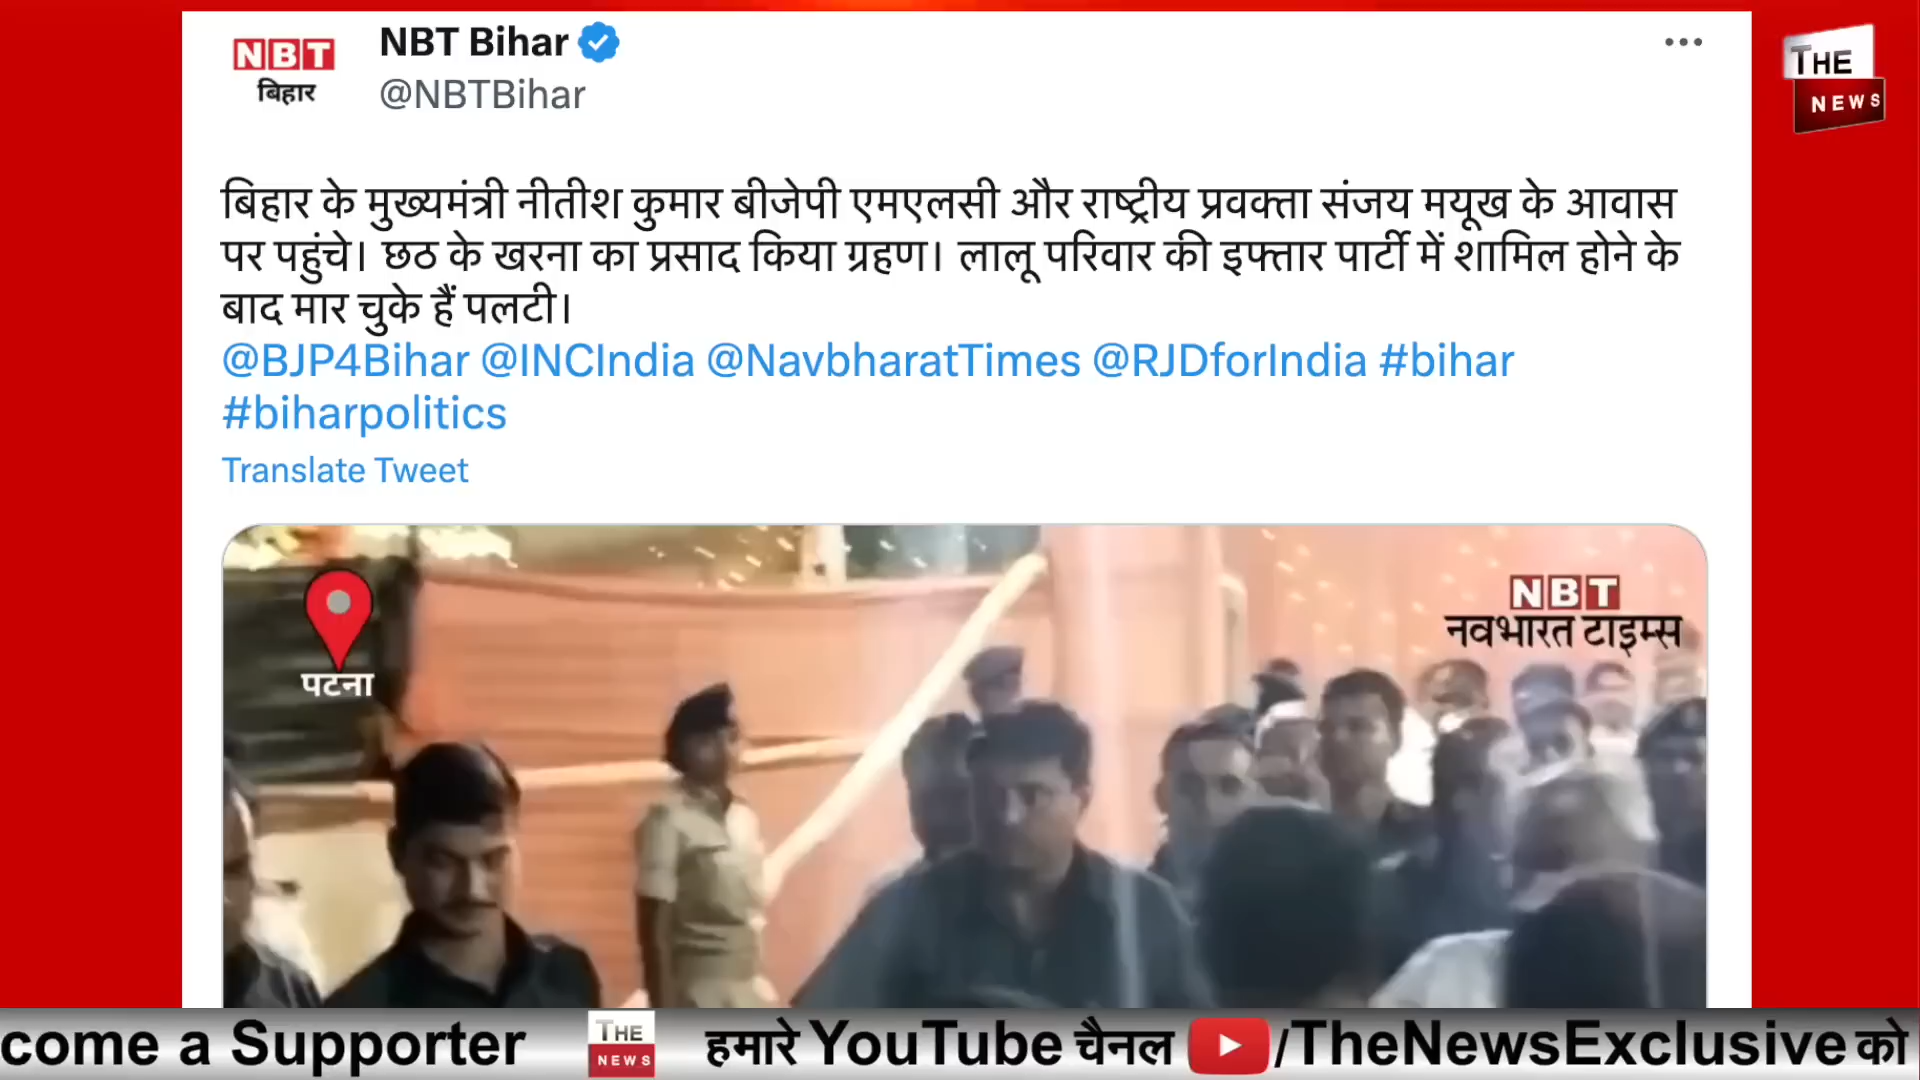 NBT
बिहार
NBT Bihar
@NBTBihar
THE
NEWS
बिहार के मुख्यमंत्री नीतीश कुमार बीजेपी एमएलसी और राष्ट्रीय प्रवक्ता संजय मयूख के आवास
पर पहुंचे। छठ के खरना का प्रसाद किया ग्रहण। लालू परिवार की इफ्तार पार्टी में शामिल होने के
बाद मार चुके हैं पलटी।
@BJP4Bihar @INCIndia @NavbharatTimes @RJDforIndia #bihar
#biharpolitics
Translate Tweet
पटना
NBT
नवभारत टाइम्स
come a Supporter THE NEWS हमारे YouTube चैनल /TheNewsExclusive को